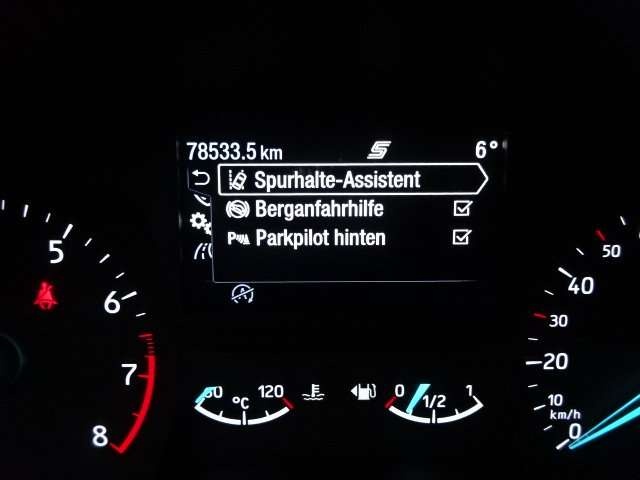 78533.5 km S 6°
Spurhalte-Assistent
Berganfahrhilfe
P Parkpilot hinten
5
6
7
8
50
40
30
20
10
km/h
0
120
°C
0 1/2 1